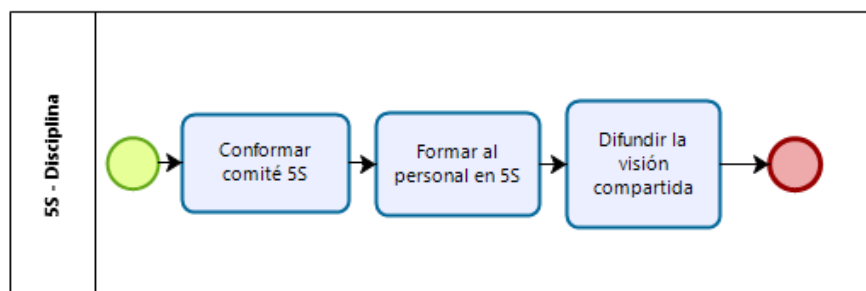 5S - Disciplina
Conformar
comité 5S
Formar al
personal en 5S
Difundir la
visión
compartida